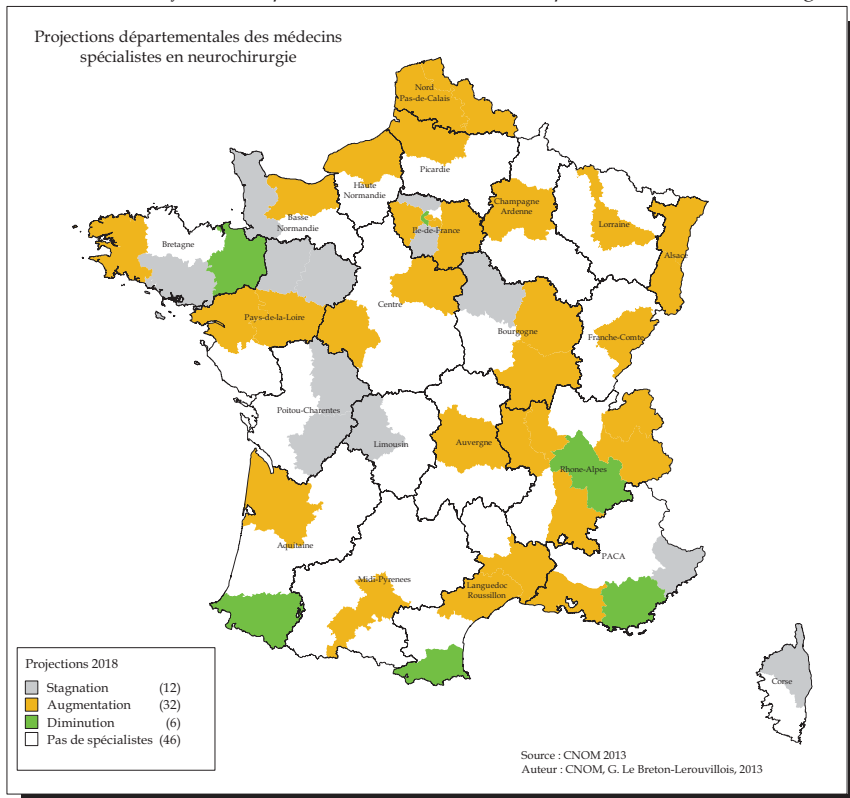 Projections départementales des médecins
spécialistes en neurochirurgie
Nord
Pas-de-Calais
Picardie
Haute
Normandie
Basse
Normandie
Champagne
Ardenne
Lorraine
Ile-de-France
Alsace
Bretagne
Centre
Pays-de-la-Loire
Bourgogne
Franche-Comte
Poitou-Charentes
Limousin
Auvergne
Rhone-Alpes
Aquitaine
PACA
Midi-Pyrenees
Languedoc
Roussillon
Corse
Projections 2018
Stagnation (12)
Augmentation (32)
Diminution (6)
Pas de spécialistes (46)
Source : CNOM 2013
Auteur : CNOM, G. Le Breton-Lerouvillois, 2013